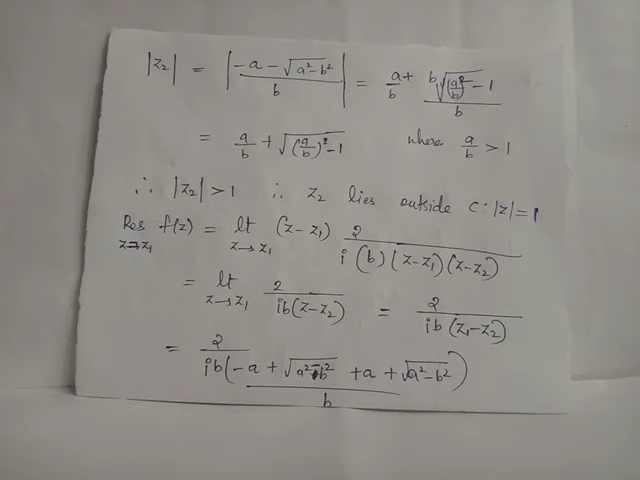 |z₂| = |(-a - √(a²-b²))/b| = a/b + b√((a/b)²-1)/b
= a/b + √((a/b)²-1) where a/b > 1
∴ |z₂| > 1 ∴ z₂ lies outside C: |z| = 1
Res f(z) = lt (z-z₁) 2/(i(b)(z-z₁)(z-z₂))
z→z₁ z→z₁
= lt 2/(ib(z-z₂)) = 2/(ib(z₁-z₂))
z→z₁
= 2/(ib(-a + √(a²-b²) + a + √(a²-b²))/b)